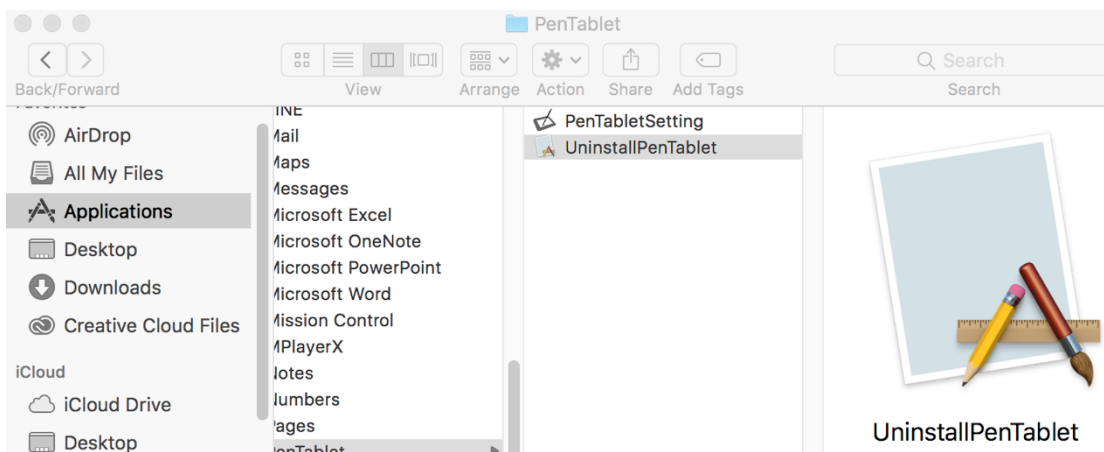 PenTablet
Back/Forward
View
Arrange
Action
Share
Add Tags
Search
Search
AirDrop
All My Files
Applications
Desktop
Downloads
Creative Cloud Files
iCloud
iCloud Drive
Desktop
Mail
Maps
Messages
Microsoft Excel
Microsoft OneNote
Microsoft PowerPoint
Microsoft Word
Mission Control
MPlayerX
Notes
Numbers
Pages
PenTablet
PenTabletSetting
UninstallPenTablet
UninstallPenTablet